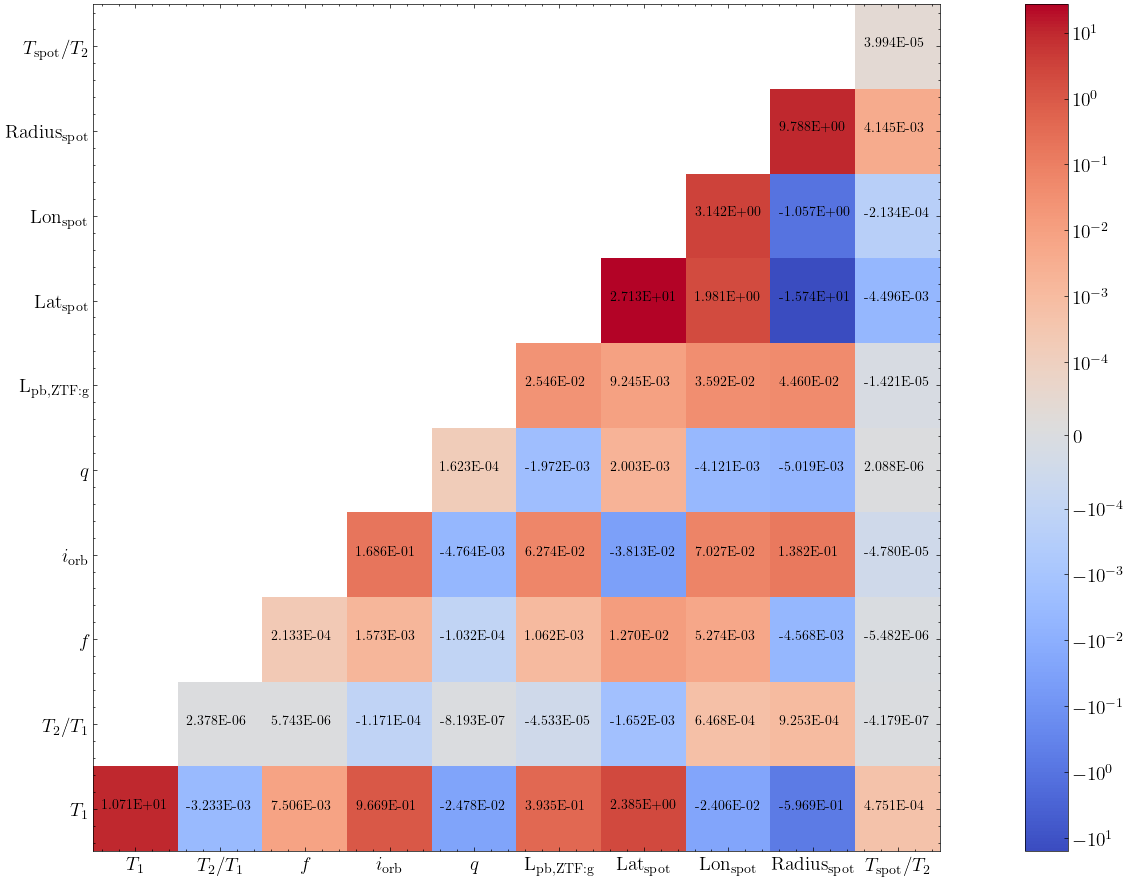 T_spot/T_2 3.994E-05
Radius_spot 9.788E+00 4.145E-03
Lon_spot 3.142E+00 -1.057E+00 -2.134E-04
Lat_spot 2.713E+01 1.981E+00 -1.574E+01 -4.496E-03
L_pb,ZTF:g 2.546E-02 9.245E-03 3.592E-02 4.460E-02 -1.421E-05
q 1.623E-04 -1.972E-03 2.003E-03 -4.121E-03 -5.019E-03 2.088E-06
i_orb 1.686E-01 -4.764E-03 6.274E-02 -3.813E-02 7.027E-02 1.382E-01 -4.780E-05
f 2.133E-04 1.573E-03 -1.032E-04 1.062E-03 1.270E-02 5.274E-03 -4.568E-03 -5.482E-06
T_2/T_1 2.378E-06 5.743E-06 -1.171E-04 -8.193E-07 -4.533E-05 -1.652E-03 6.468E-04 9.253E-04 -4.179E-07
T_1 1.071E+01 -3.233E-03 7.506E-03 9.669E-01 -2.478E-02 3.935E-01 2.385E+00 -2.406E-02 -5.969E-01 4.751E-04
T_1 T_2/T_1 f i_orb q L_pb,ZTF:g Lat_spot Lon_spot Radius_spot T_spot/T_2
10^1
10^0
10^-1
10^-2
10^-3
10^-4
0
-10^-4
-10^-3
-10^-2
-10^-1
-10^0
-10^1